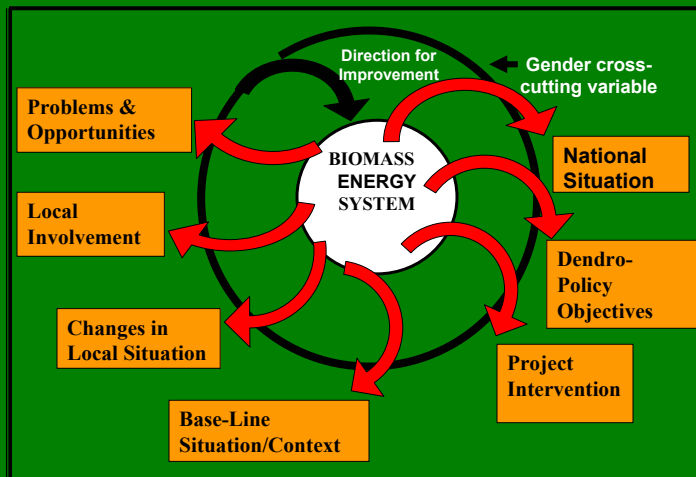 Direction for
Improvement
Gender cross-
cutting variable
Problems &
Opportunities
BIOMASS
ENERGY
SYSTEM
National
Situation
Local
Involvement
Dendro-
Policy
Objectives
Changes in
Local Situation
Project
Intervention
Base-Line
Situation/Context